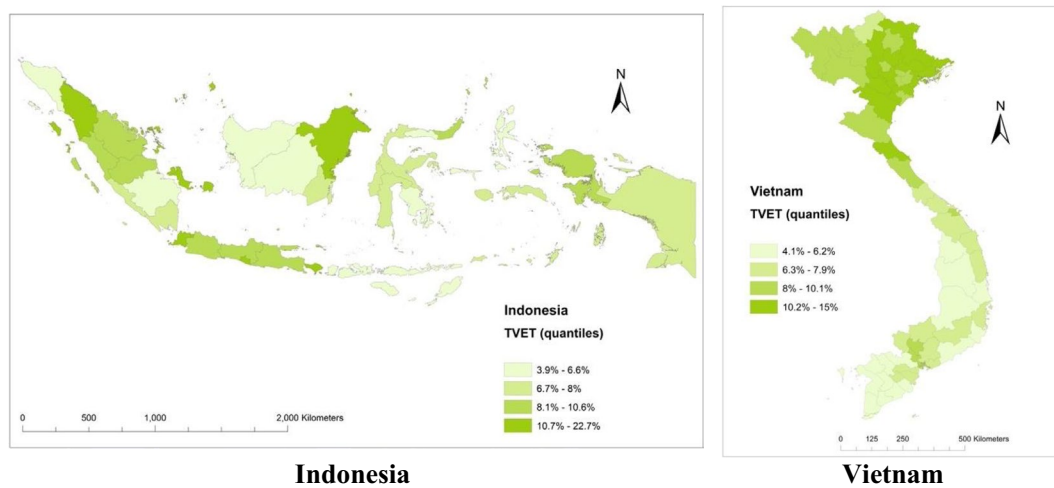 N
Indonesia
TVET (quantiles)
3.9% - 6.6%
6.7% - 8%
8.1% - 10.6%
10.7% - 22.7%
0 500 1,000 2,000 Kilometers
Indonesia
N
Vietnam
TVET (quantiles)
4.1% - 6.2%
6.3% - 7.9%
8% - 10.1%
10.2% - 15%
0 125 250 500 Kilometers
Vietnam